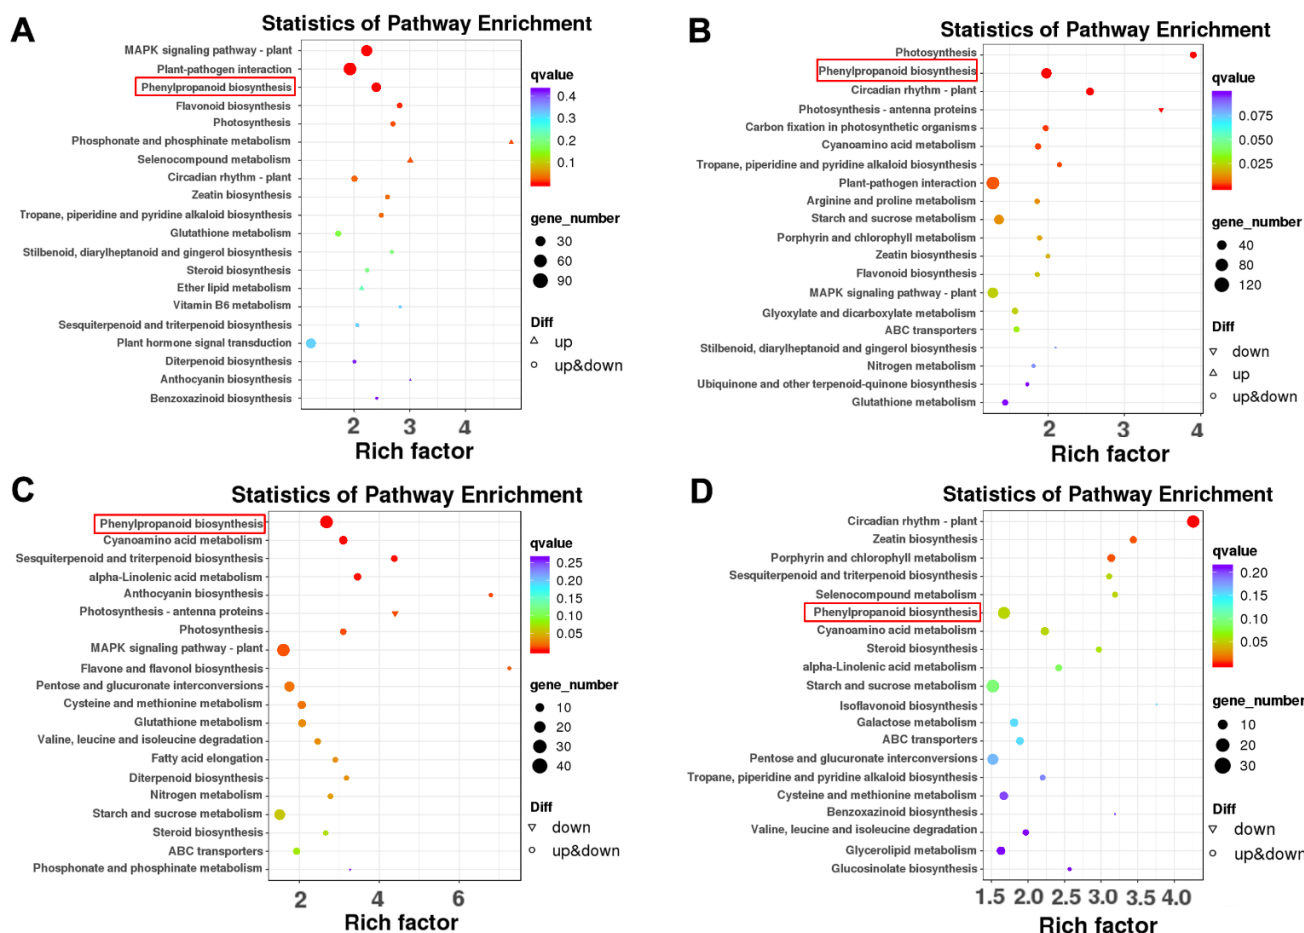 A
Statistics of Pathway Enrichment
MAPK signaling pathway - plant
Plant-pathogen interaction
Phenylpropanoid biosynthesis
Flavonoid biosynthesis
Photosynthesis
Phosphonate and phosphinate metabolism
Selenocompound metabolism
Circadian rhythm - plant
Zeatin biosynthesis
Tropane, piperidine and pyridine alkaloid biosynthesis
Glutathione metabolism
Stilbenoid, diarylheptanoid and gingerol biosynthesis
Steroid biosynthesis
Ether lipid metabolism
Vitamin B6 metabolism
Sesquiterpenoid and triterpenoid biosynthesis
Plant hormone signal transduction
Diterpenoid biosynthesis
Anthocyanin biosynthesis
Benzoxazinoid biosynthesis
2 3 4
Rich factor
qvalue
0.4
0.3
0.2
0.1
gene_number
30
60
90
Diff
up
up&down
B
Statistics of Pathway Enrichment
Photosynthesis
Phenylpropanoid biosynthesis
Circadian rhythm - plant
Photosynthesis - antenna proteins
Carbon fixation in photosynthetic organisms
Cyanoamino acid metabolism
Tropane, piperidine and pyridine alkaloid biosynthesis
Plant-pathogen interaction
Arginine and proline metabolism
Starch and sucrose metabolism
Porphyrin and chlorophyll metabolism
Zeatin biosynthesis
Flavonoid biosynthesis
MAPK signaling pathway - plant
Glyoxylate and dicarboxylate metabolism
ABC transporters
Stilbenoid, diarylheptanoid and gingerol biosynthesis
Nitrogen metabolism
Ubiquinone and other terpenoid-quinone biosynthesis
Glutathione metabolism
2 3 4
Rich factor
qvalue
0.075
0.050
0.025
gene_number
40
80
120
Diff
down
up
up&down
C
Statistics of Pathway Enrichment
Phenylpropanoid biosynthesis
Cyanoamino acid metabolism
Sesquiterpenoid and triterpenoid biosynthesis
alpha-Linolenic acid metabolism
Anthocyanin biosynthesis
Photosynthesis - antenna proteins
Photosynthesis
MAPK signaling pathway - plant
Flavone and flavonol biosynthesis
Pentose and glucuronate interconversions
Cysteine and methionine metabolism
Glutathione metabolism
Valine, leucine and isoleucine degradation
Fatty acid elongation
Diterpenoid biosynthesis
Nitrogen metabolism
Starch and sucrose metabolism
Steroid biosynthesis
ABC transporters
Phosphonate and phosphinate metabolism
2 4 6
Rich factor
qvalue
0.25
0.20
0.15
0.10
0.05
gene_number
10
20
30
40
Diff
down
up&down
D
Statistics of Pathway Enrichment
Circadian rhythm - plant
Zeatin biosynthesis
Porphyrin and chlorophyll metabolism
Sesquiterpenoid and triterpenoid biosynthesis
Selenocompound metabolism
Phenylpropanoid biosynthesis
Cyanoamino acid metabolism
Steroid biosynthesis
alpha-Linolenic acid metabolism
Starch and sucrose metabolism
Isoflavonoid biosynthesis
Galactose metabolism
ABC transporters
Pentose and glucuronate interconversions
Tropane, piperidine and pyridine alkaloid biosynthesis
Cysteine and methionine metabolism
Benzoxazinoid biosynthesis
Valine, leucine and isoleucine degradation
Glycerolipid metabolism
Glucosinolate biosynthesis
1.5 2.0 2.5 3.0 3.5 4.0
Rich factor
qvalue
0.20
0.15
0.10
0.05
gene_number
10
20
30
Diff
down
up&down